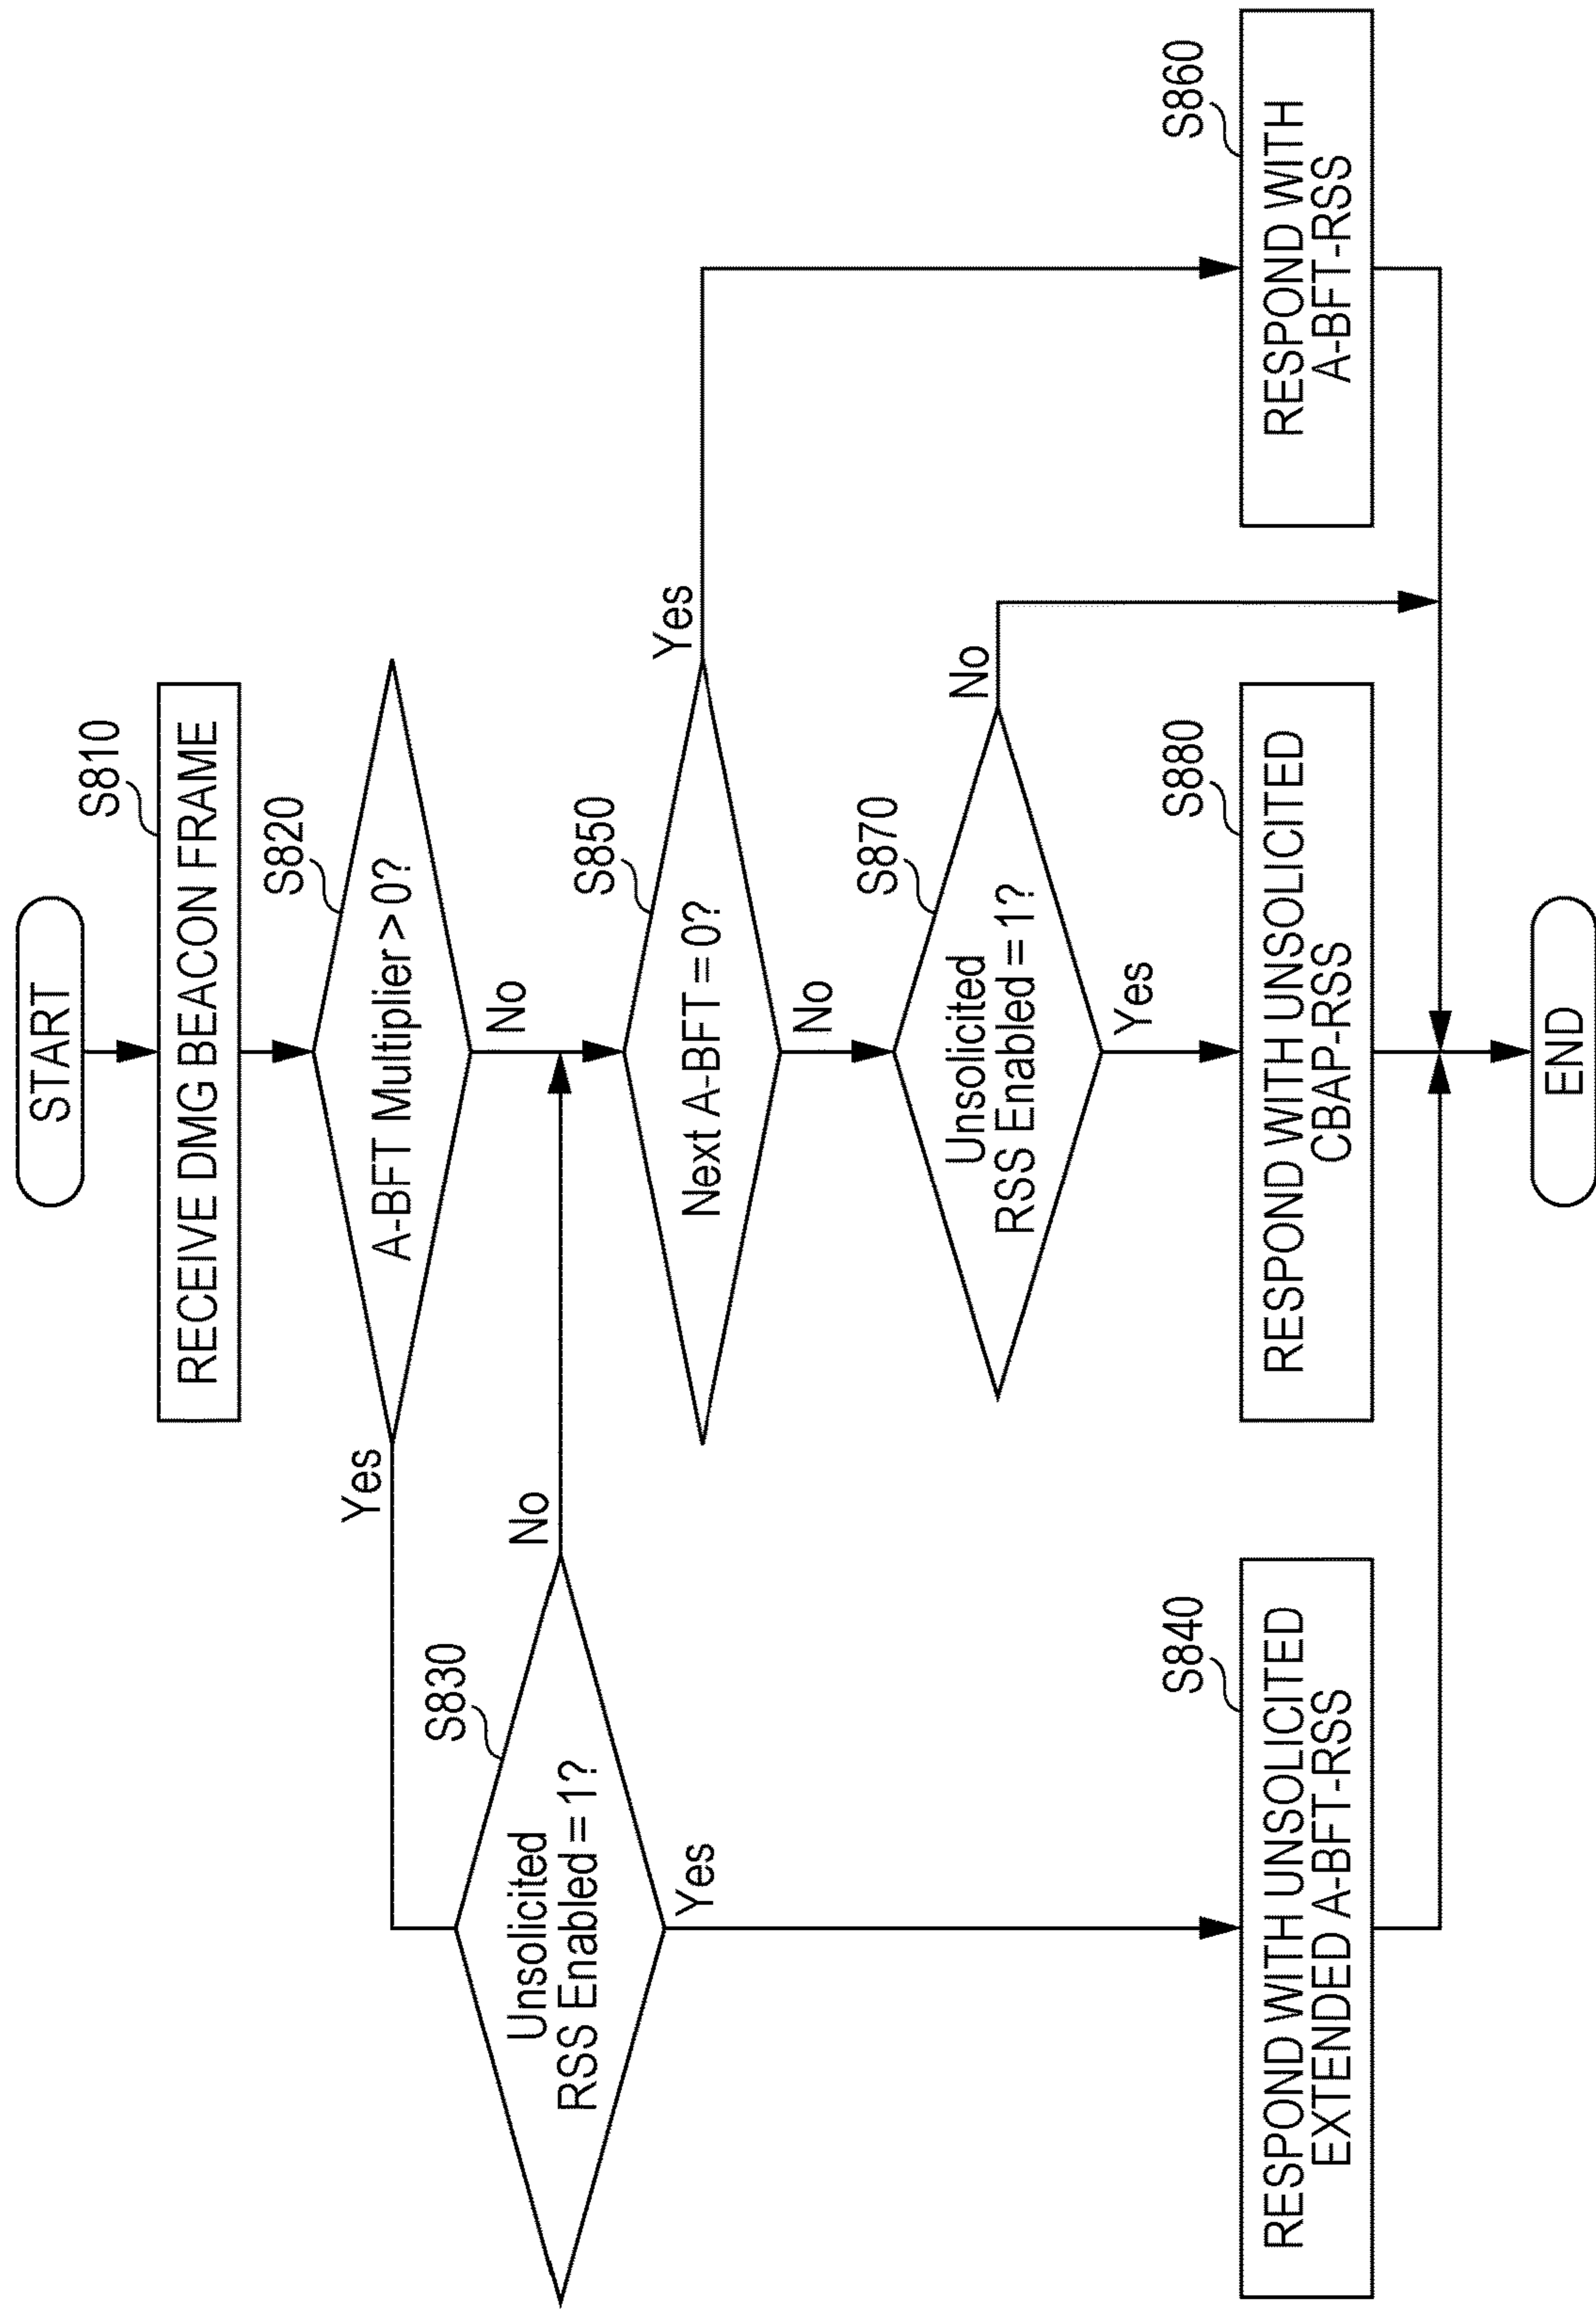 START
S810
RECEIVE DMG BEACON FRAME
S820
A-BFT Multiplier > 0?
Yes
No
S830
Unsolicited
RSS Enabled = 1?
No
Yes
S850
Next A-BFT = 0?
Yes
No
S870
Unsolicited
RSS Enabled = 1?
No
Yes
S840
RESPOND WITH UNSOLICITED
EXTENDED A-BFT-RSS
S880
RESPOND WITH UNSOLICITED
CBAP-RSS
S860
RESPOND WITH
A-BFT-RSS
END